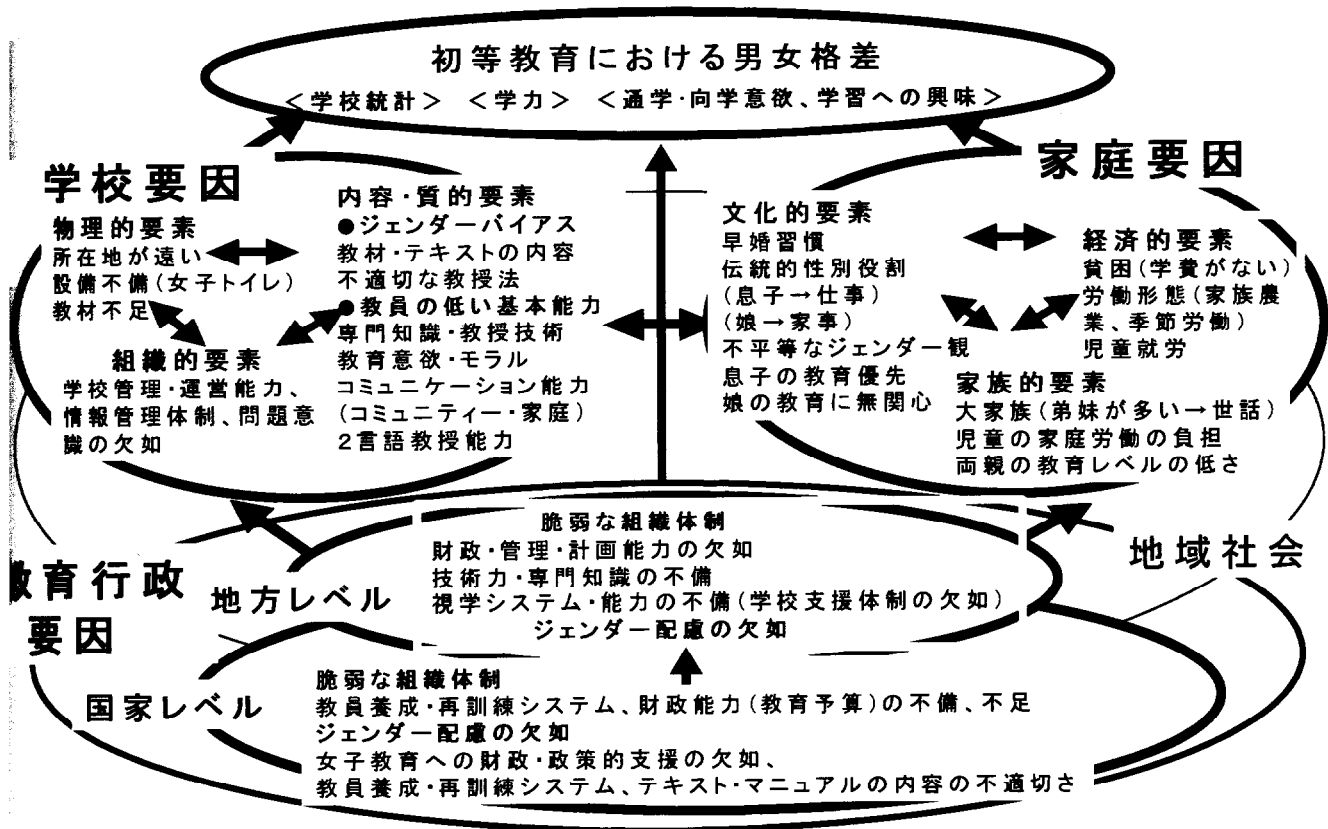 初等教育における男女格差
＜学校統計＞ ＜学力＞ ＜通学・向学意欲、学習への興味＞
学校要因
物理的要素
所在地が遠い
設備不備(女子トイレ)
教材不足
組織的要素
学校管理・運営能力、
情報管理体制、問題意
識の欠如
内容・質的要素
●ジェンダーバイアス
教材・テキストの内容
不適切な教授法
●教員の低い基本能力
専門知識・教授技術
教育意欲・モラル
コミュニケーション能力
(コミュニティー・家庭)
2言語教授能力
家庭要因
文化的要素
早婚習慣
伝統的性別役割
(息子→仕事)
(娘→家事)
不平等なジェンダー観
息子の教育優先
娘の教育に無関心
経済的要素
貧困(学費がない)
労働形態(家族農
業、季節労働)
児童就労
家族的要素
大家族(弟妹が多い→世話)
児童の家庭労働の負担
両親の教育レベルの低さ
地域社会
教育行政
要因
地方レベル
脆弱な組織体制
財政・管理・計画能力の欠如
技術力・専門知識の不備
視学システム・能力の不備(学校支援体制の欠如)
ジェンダー配慮の欠如
国家レベル
脆弱な組織体制
教員養成・再訓練システム、財政能力(教育予算)の不備、不足
ジェンダー配慮の欠如
女子教育への財政・政策的支援の欠如、
教員養成・再訓練システム、テキスト・マニュアルの内容の不適切さ